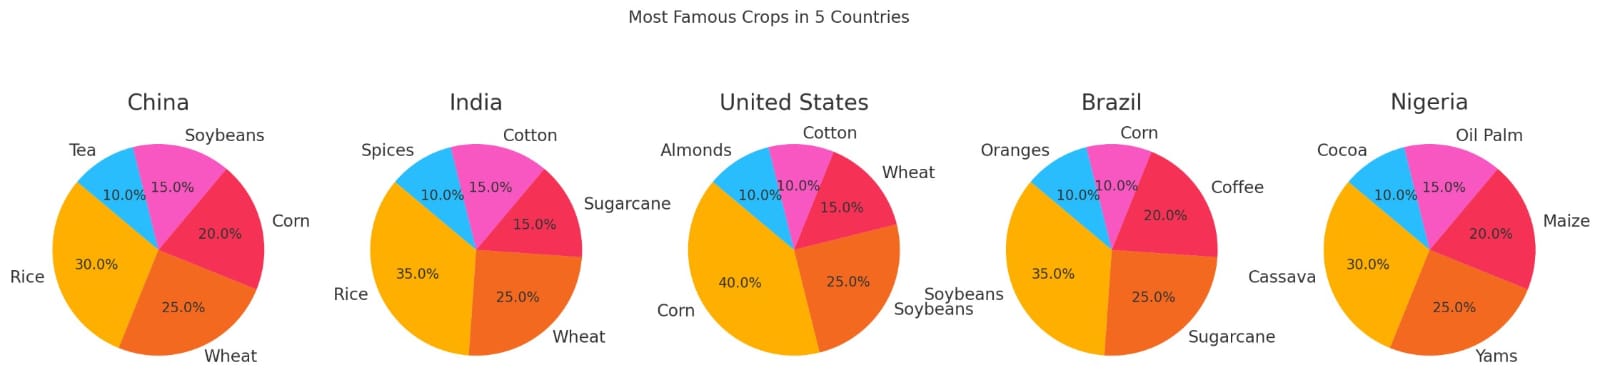 Most Famous Crops in 5 Countries
China
Tea
Soybeans
10.0%
15.0%
Corn
20.0%
Rice
30.0%
25.0%
Wheat
India
Spices
Cotton
10.0%
15.0%
Sugarcane
15.0%
Rice
35.0%
25.0%
Wheat
United States
Almonds
Cotton
10.0%
10.0%
Wheat
15.0%
Corn
40.0%
25.0%
Soybeans
Brazil
Oranges
Corn
10.0%
10.0%
Coffee
20.0%
Soybeans
35.0%
25.0%
Sugarcane
Nigeria
Cocoa
Oil Palm
10.0%
15.0%
Maize
20.0%
Cassava
30.0%
25.0%
Yams